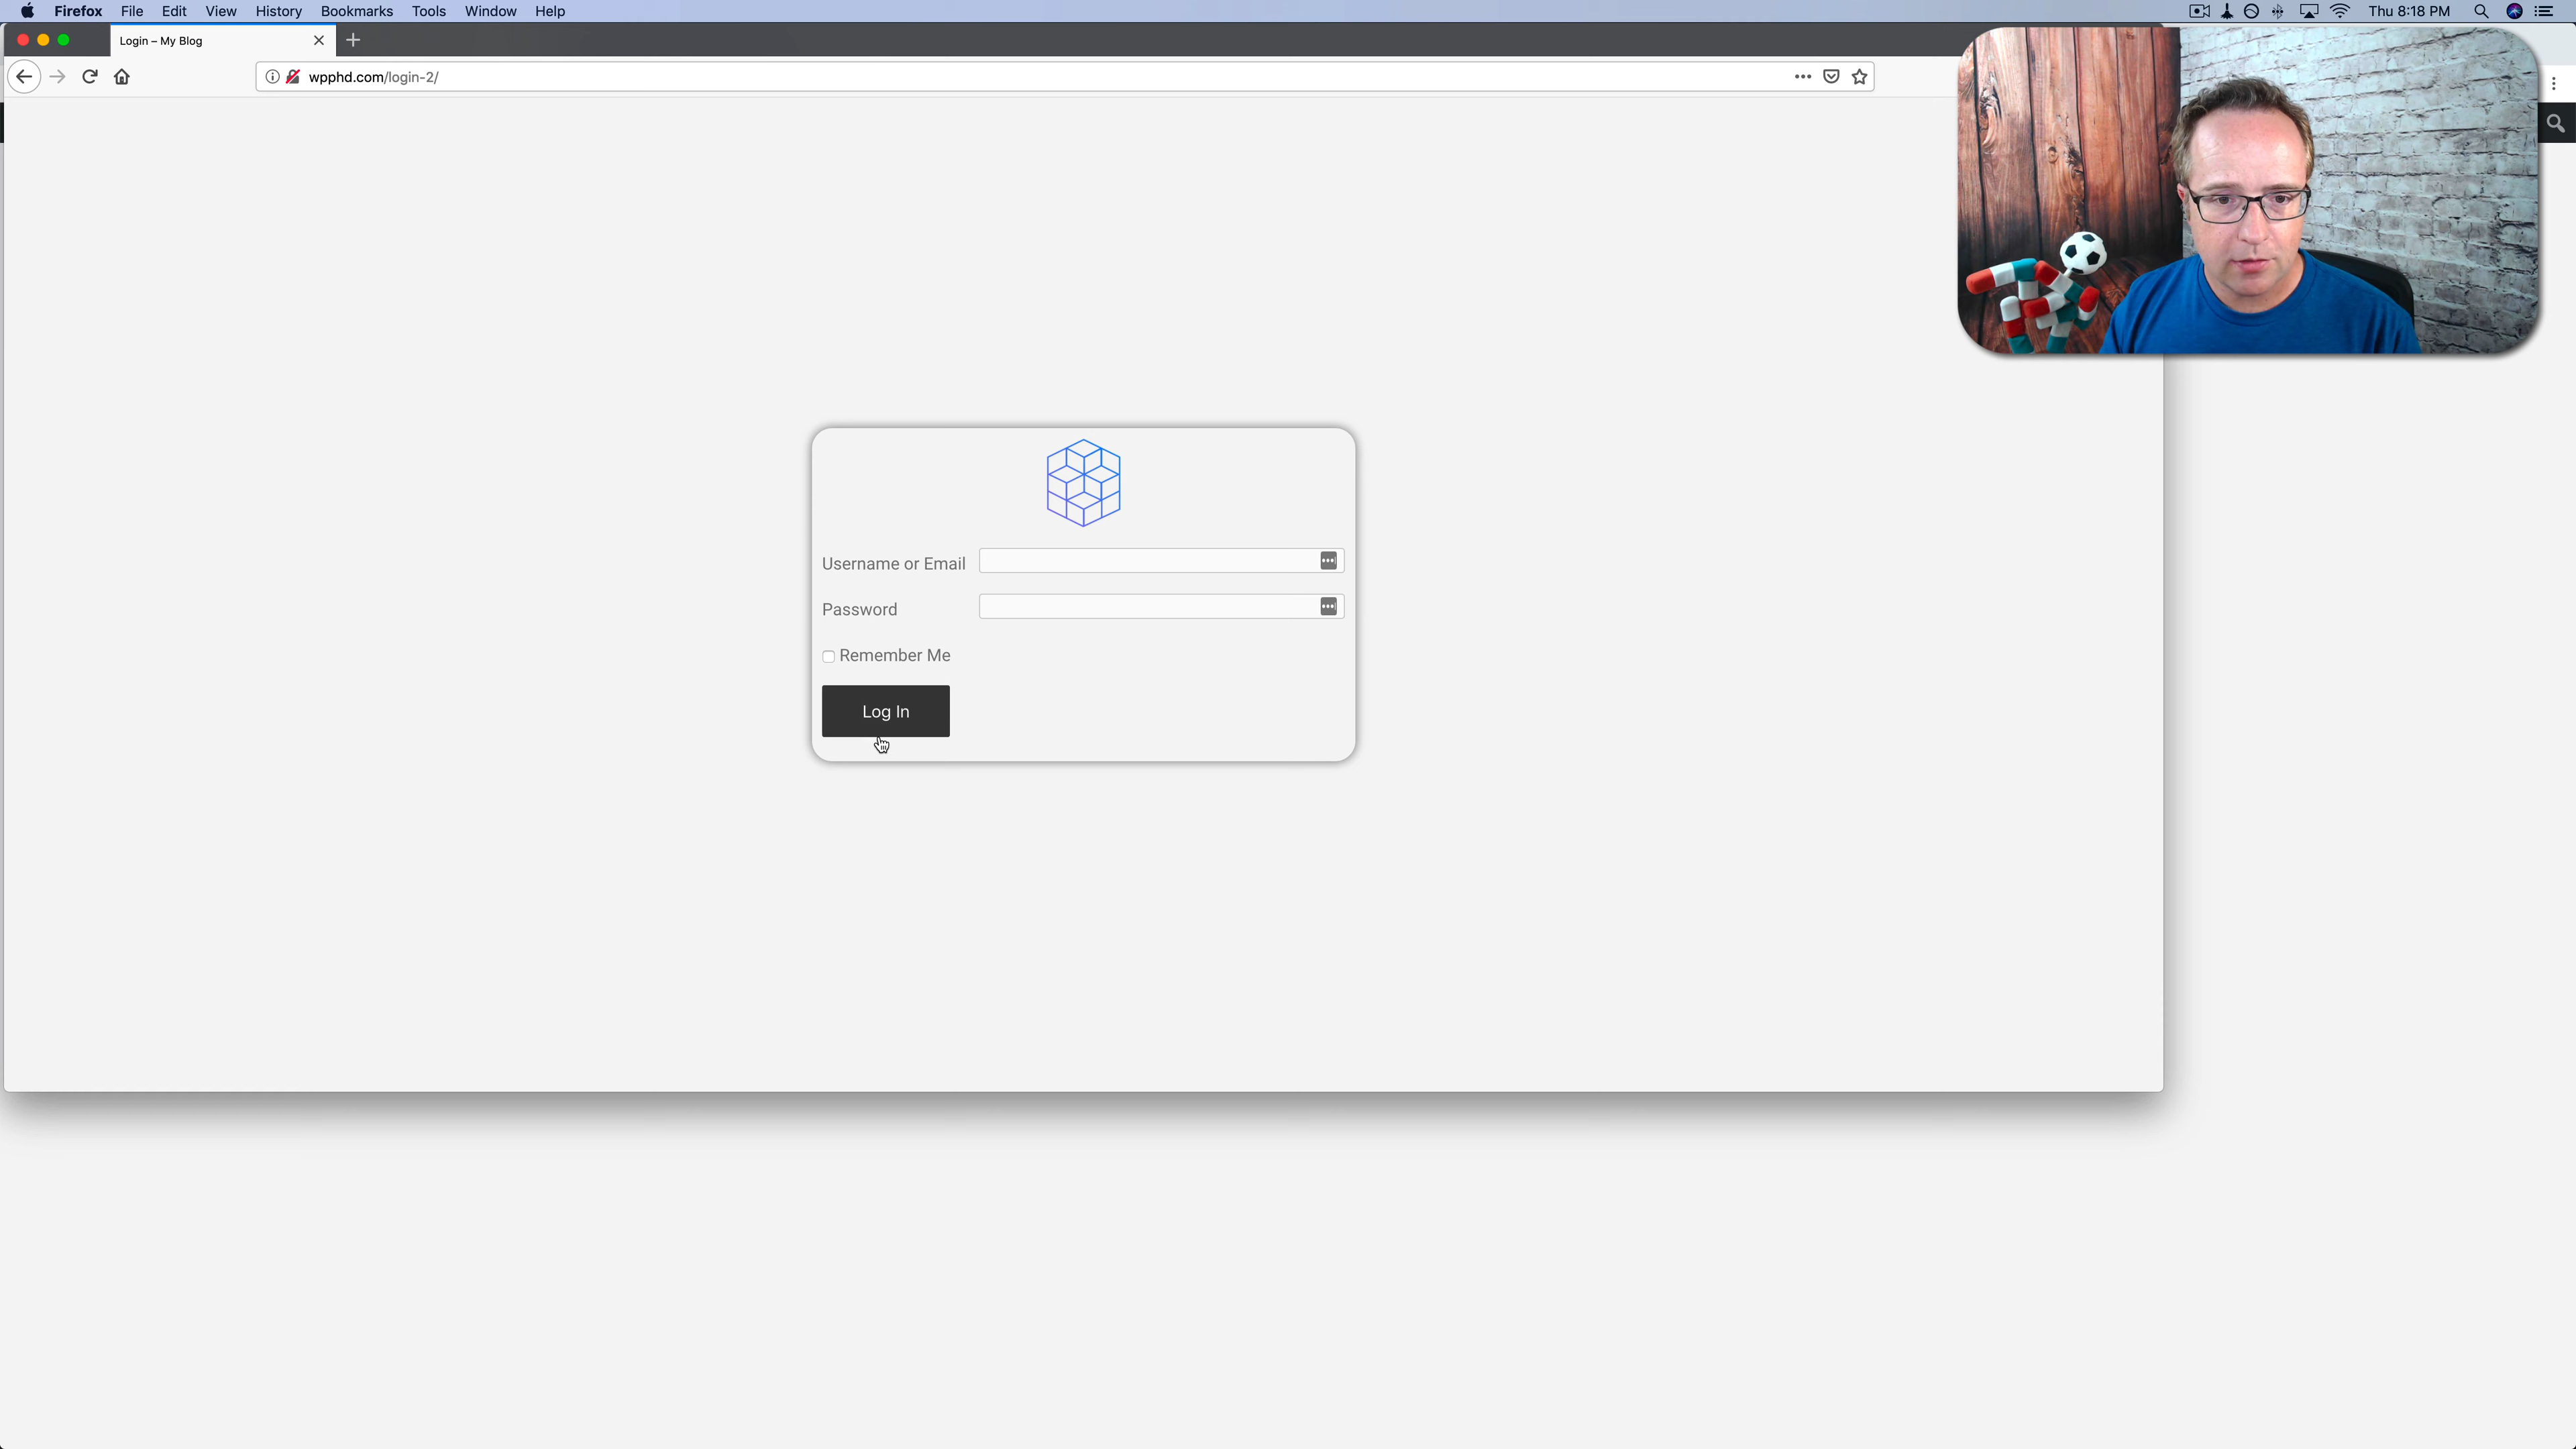 Firefox File Edit View History Bookmarks Tools Window Help Thu 8:18 PM
Login – My Blog
wpphd.com/login-2/
Username or Email
Password
Remember Me
Log In